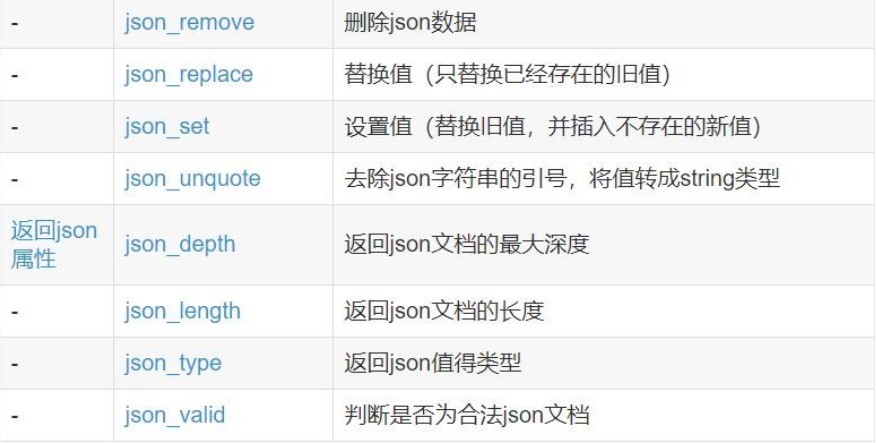 - json_remove 删除json数据
- json_replace 替换值（只替换已经存在的旧值）
- json_set 设置值（替换旧值，并插入不存在的新值）
- json_unquote 去除json字符串的引号，将值转成string类型
返回json
属性 json_depth 返回json文档的最大深度
- json_length 返回json文档的长度
- json_type 返回json值得类型
- json_valid 判断是否为合法json文档